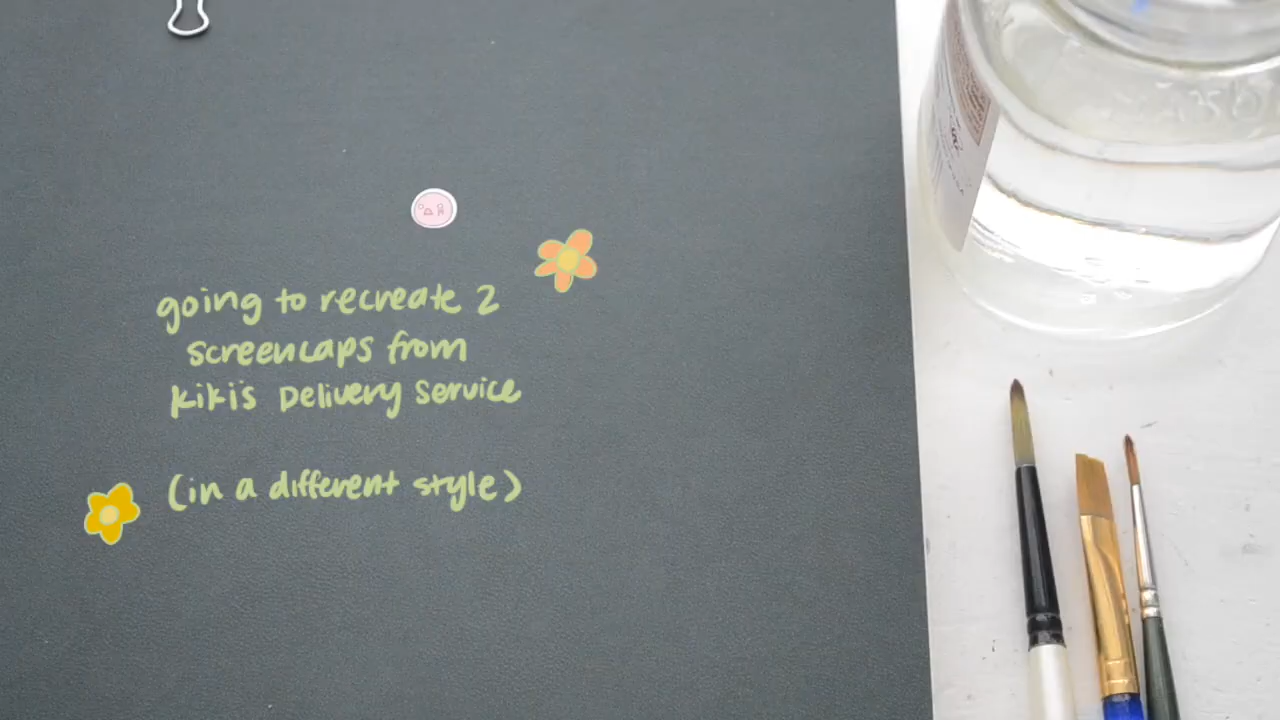 going to recreate 2
screencaps from
kiki's Delivery Service
(in a different style)